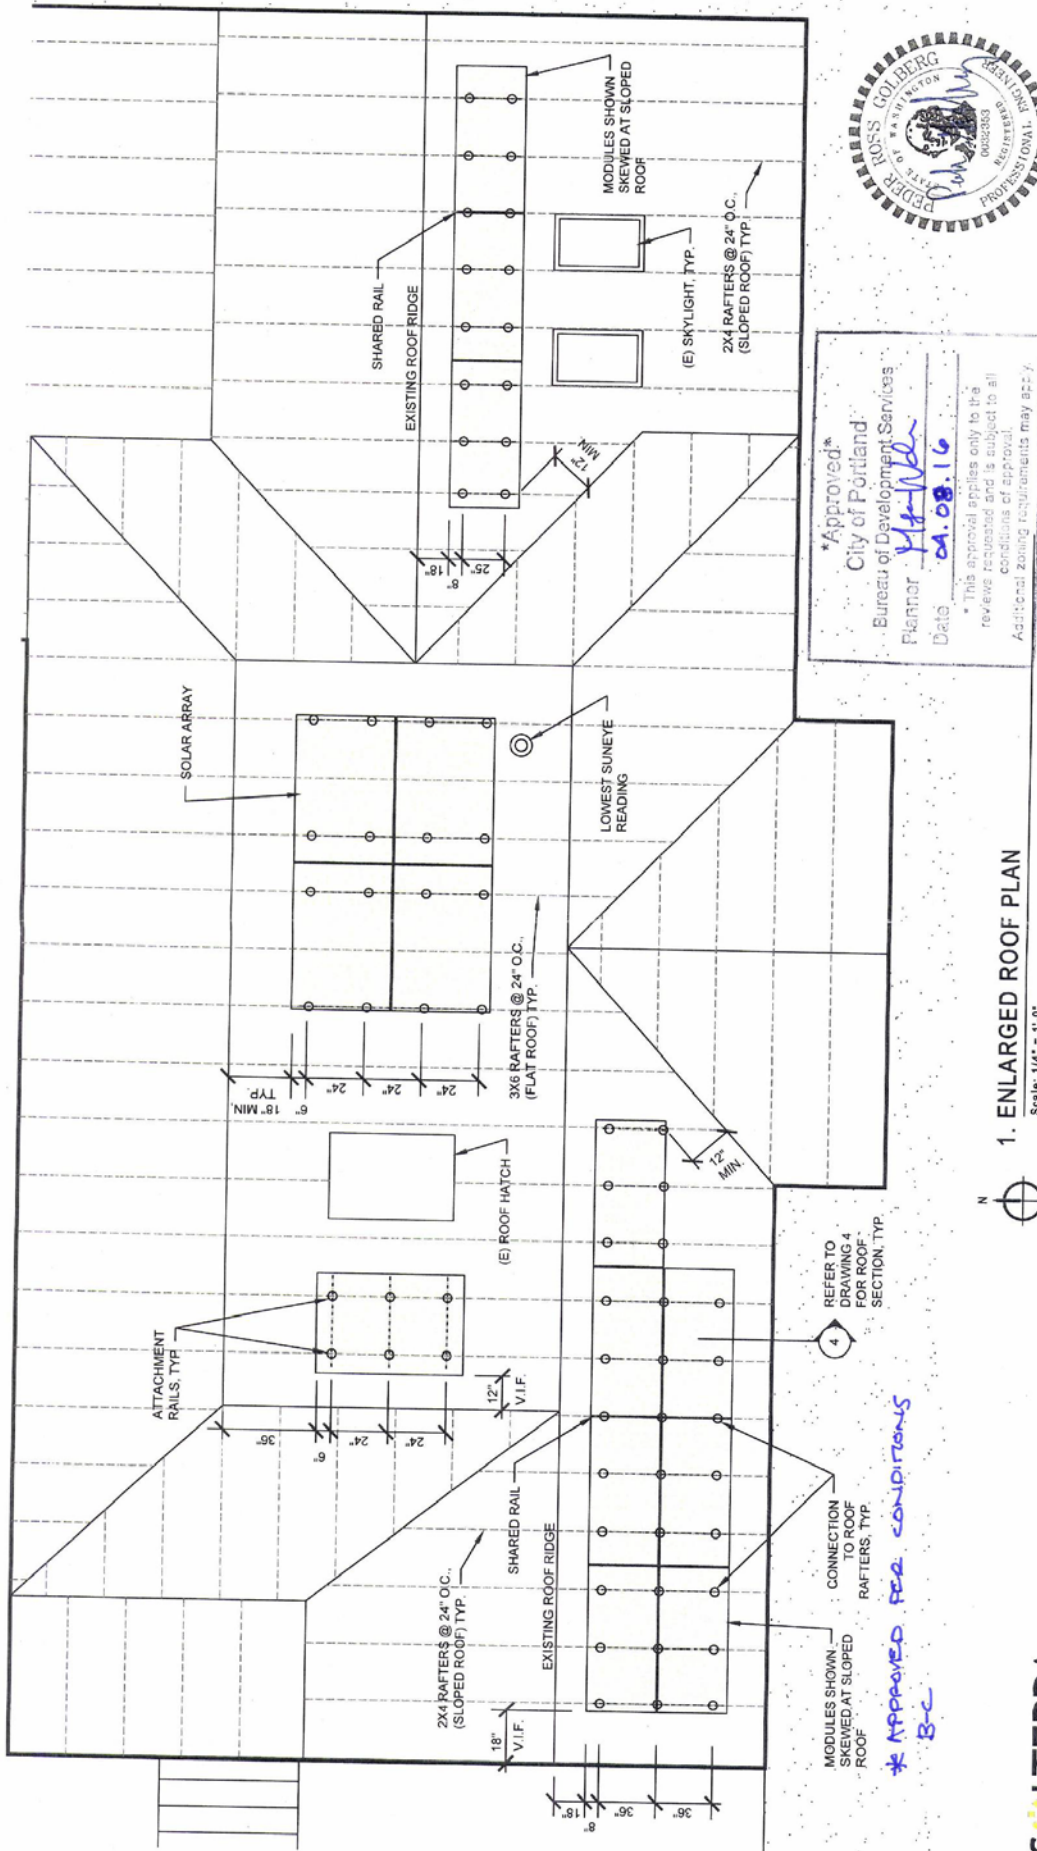 SOLAR ARRAY
ATTACHMENT
RAILS, TYP.
36"
6"
24"
24"
12"
V.I.F.
(E) ROOF HATCH
18" MIN.
TYP.
6"
24"
24"
24"
3X6 RAFTERS @ 24" O.C.,
(FLAT ROOF) TYP.
LOWEST SUNEYE
READING
SHARED RAIL
EXISTING ROOF RIDGE
18"
8"
25"
12"
MIN.
MODULES SHOWN
SKEWED AT SLOPED
ROOF
(E) SKYLIGHT, TYP.
2X4 RAFTERS @ 24" O.C.,
(SLOPED ROOF) TYP.
2X4 RAFTERS @ 24" O.C.,
(SLOPED ROOF) TYP.
SHARED RAIL
EXISTING ROOF RIDGE
18"
V.I.F.
18"
8"
36"
36"
12"
MIN.
MODULES SHOWN
SKEWED AT SLOPED
ROOF
CONNECTION
TO ROOF
RAFTERS, TYP.
4
REFER TO
DRAWING 4
FOR ROOF
SECTION, TYP.
* APPROVED PER CONDITIONS
B-C
N
1. ENLARGED ROOF PLAN
Scale: 1/4" = 1'-0"
*Approved*
City of Portland
Bureau of Development Services
Planner
Date 04.08.16
* This approval applies only to the
reviews requested and is subject to all
conditions of approval.
Additional zoning requirements may apply.
PEDER ROSS GOLBERG
STATE OF WASHINGTON
0032353
REGISTERED
PROFESSIONAL ENGINEER